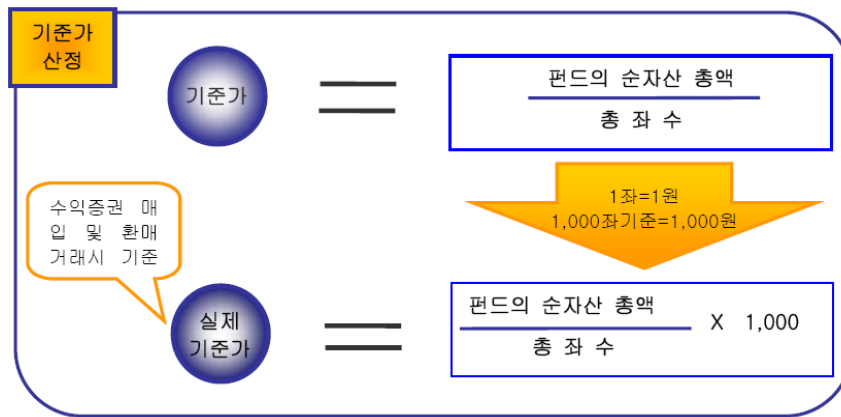 기준가
산정
기준가
펀드의 순자산 총액
총 좌 수
1좌=1원
1,000좌기준=1,000원
수익증권 매
입 및 환매
거래시 기준
실제
기준가
펀드의 순자산 총액
X 1,000
총 좌 수